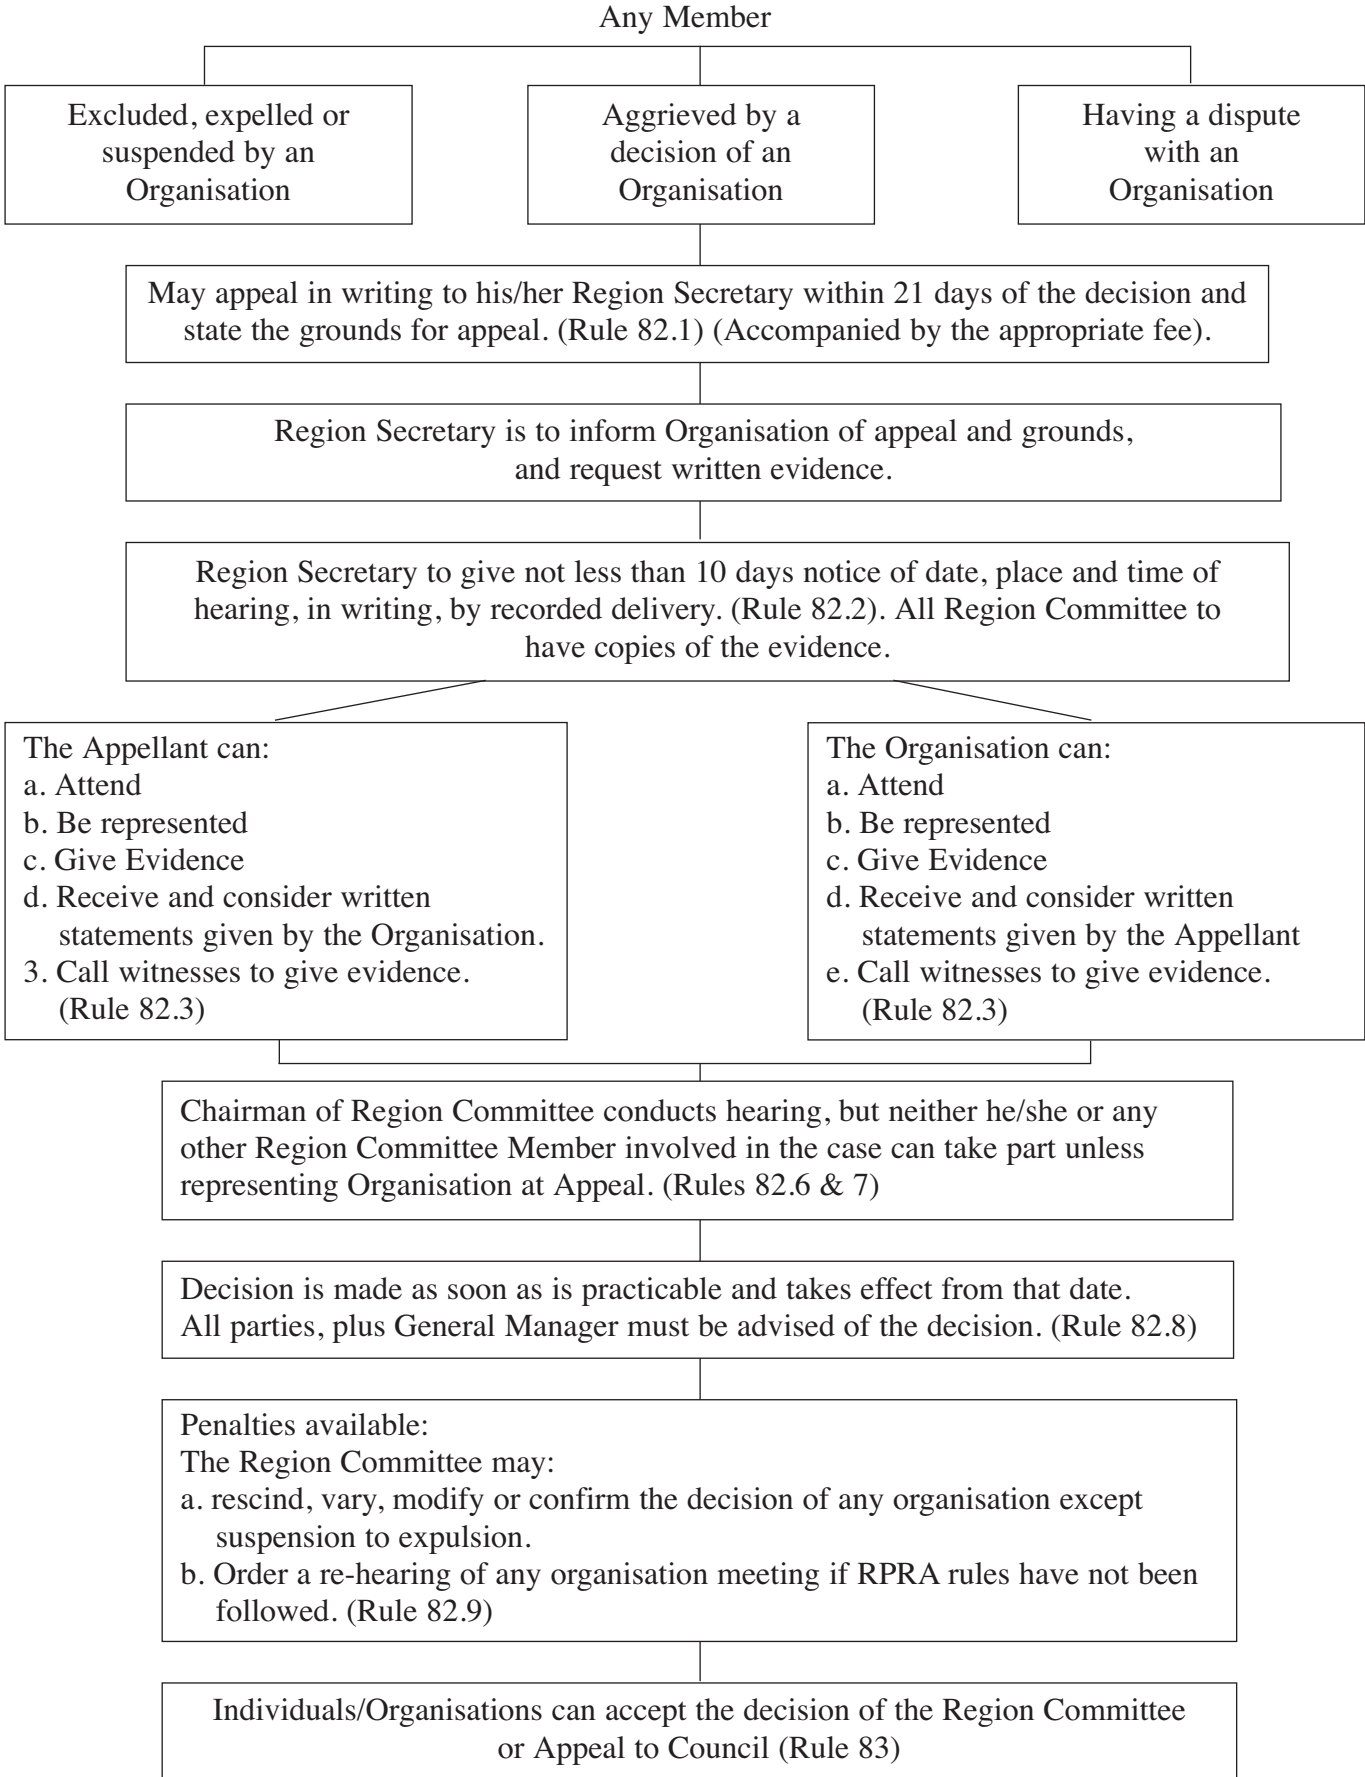 Any Member
Excluded, expelled or
suspended by an
Organisation
Aggrieved by a
decision of an
Organisation
Having a dispute
with an
Organisation
May appeal in writing to his/her Region Secretary within 21 days of the decision and
state the grounds for appeal. (Rule 82.1) (Accompanied by the appropriate fee).
Region Secretary is to inform Organisation of appeal and grounds,
and request written evidence.
Region Secretary to give not less than 10 days notice of date, place and time of
hearing, in writing, by recorded delivery. (Rule 82.2). All Region Committee to
have copies of the evidence.
The Appellant can:
a. Attend
b. Be represented
c. Give Evidence
d. Receive and consider written
statements given by the Organisation.
3. Call witnesses to give evidence.
(Rule 82.3)
The Organisation can:
a. Attend
b. Be represented
c. Give Evidence
d. Receive and consider written
statements given by the Appellant
e. Call witnesses to give evidence.
(Rule 82.3)
Chairman of Region Committee conducts hearing, but neither he/she or any
other Region Committee Member involved in the case can take part unless
representing Organisation at Appeal. (Rules 82.6 & 7)
Decision is made as soon as is practicable and takes effect from that date.
All parties, plus General Manager must be advised of the decision. (Rule 82.8)
Penalties available:
The Region Committee may:
a. rescind, vary, modify or confirm the decision of any organisation except
suspension to expulsion.
b. Order a re-hearing of any organisation meeting if RPRA rules have not been
followed. (Rule 82.9)
Individuals/Organisations can accept the decision of the Region Committee
or Appeal to Council (Rule 83)